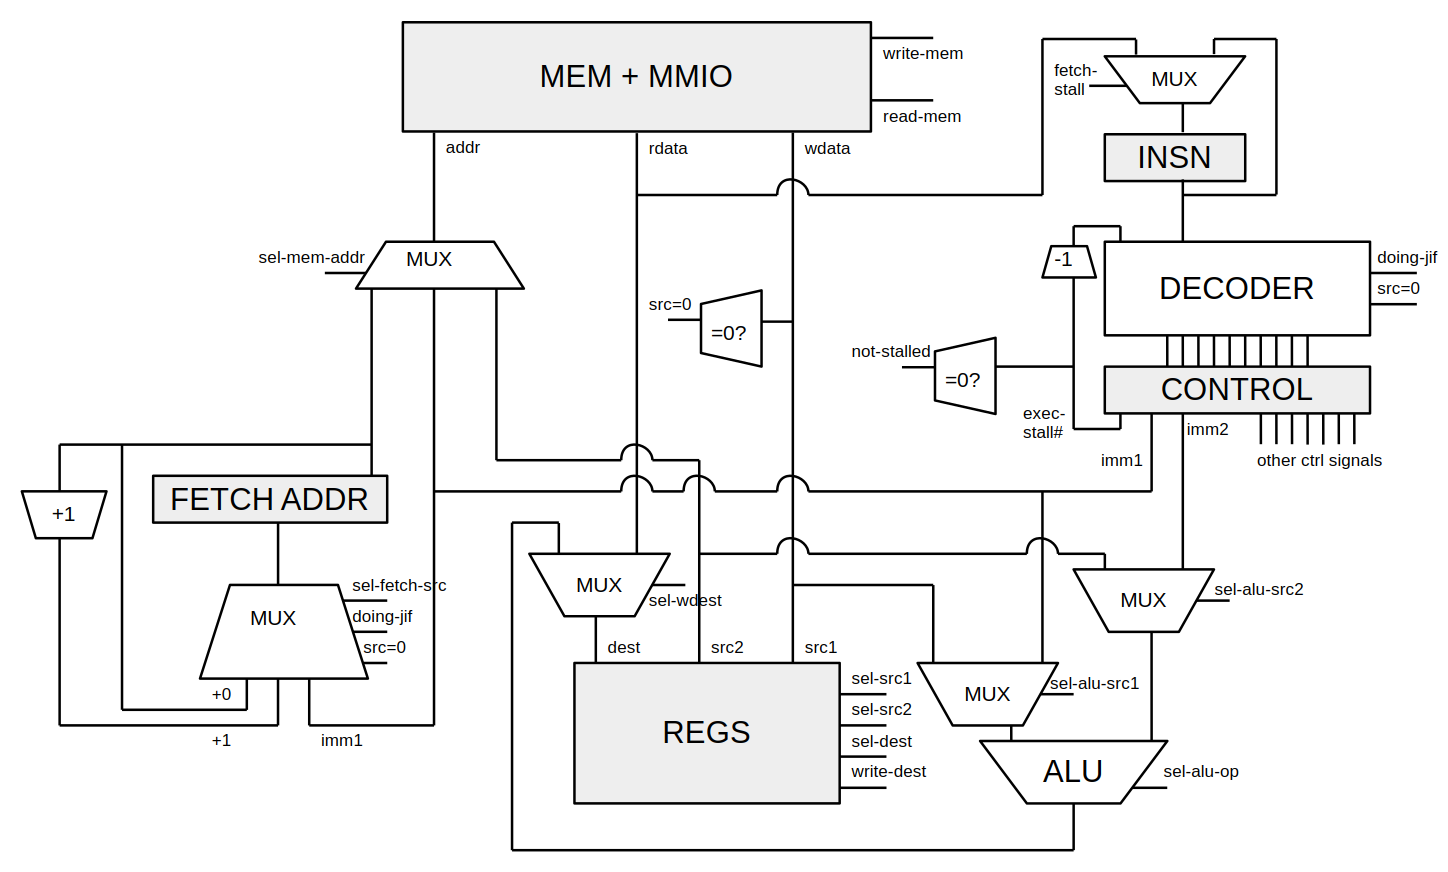 MEM + MMIO
write-mem
read-mem
addr
rdata
wdata
fetch-
stall
MUX
INSN
sel-mem-addr
MUX
-1
DECODER
doing-jif
src=0
src=0
=0?
not-stalled
=0?
CONTROL
exec-
stall#
imm1
imm2
other ctrl signals
FETCH ADDR
+1
MUX
sel-fetch-src
doing-jif
src=0
+0
+1
imm1
MUX
sel-wdest
dest
src2
src1
MUX
sel-alu-src2
REGS
sel-src1
sel-src2
sel-dest
write-dest
MUX
sel-alu-src1
ALU
sel-alu-op